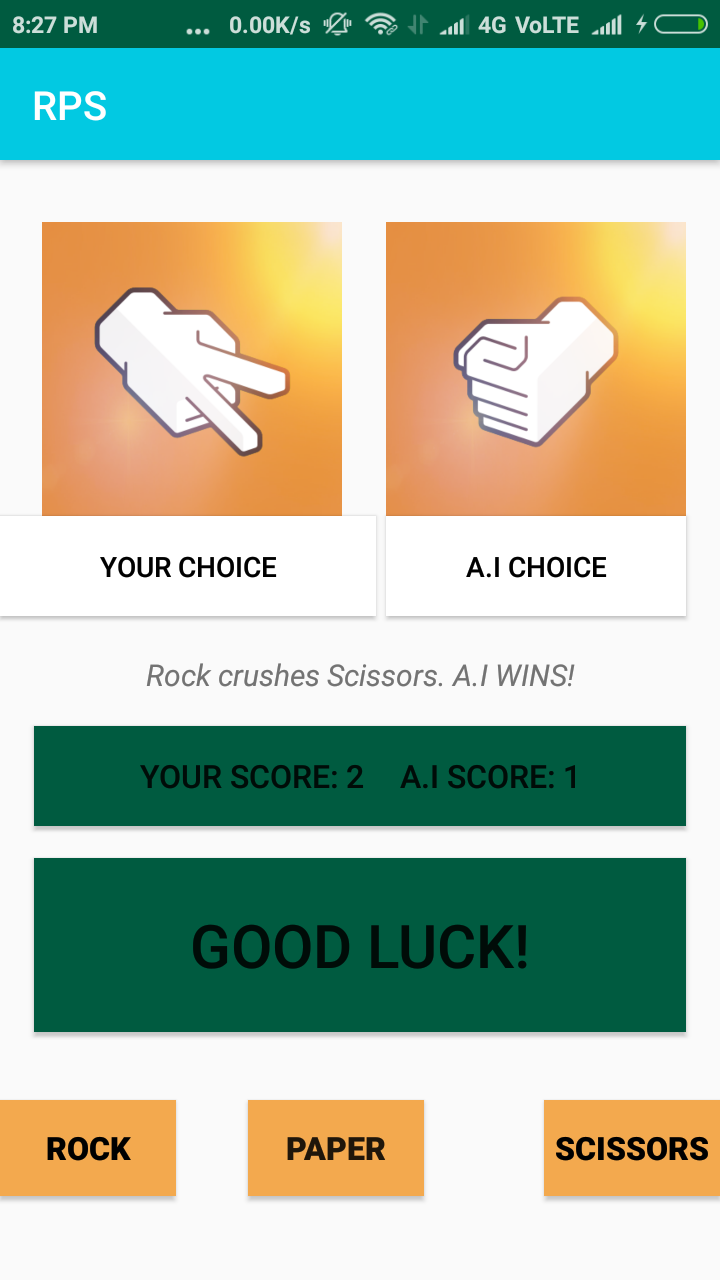 8:27 PM ... 0.00K/s 4G VoLTE
RPS
YOUR CHOICE A.I CHOICE
Rock crushes Scissors. A.I WINS!
YOUR SCORE: 2 A.I SCORE: 1
GOOD LUCK!
ROCK PAPER SCISSORS